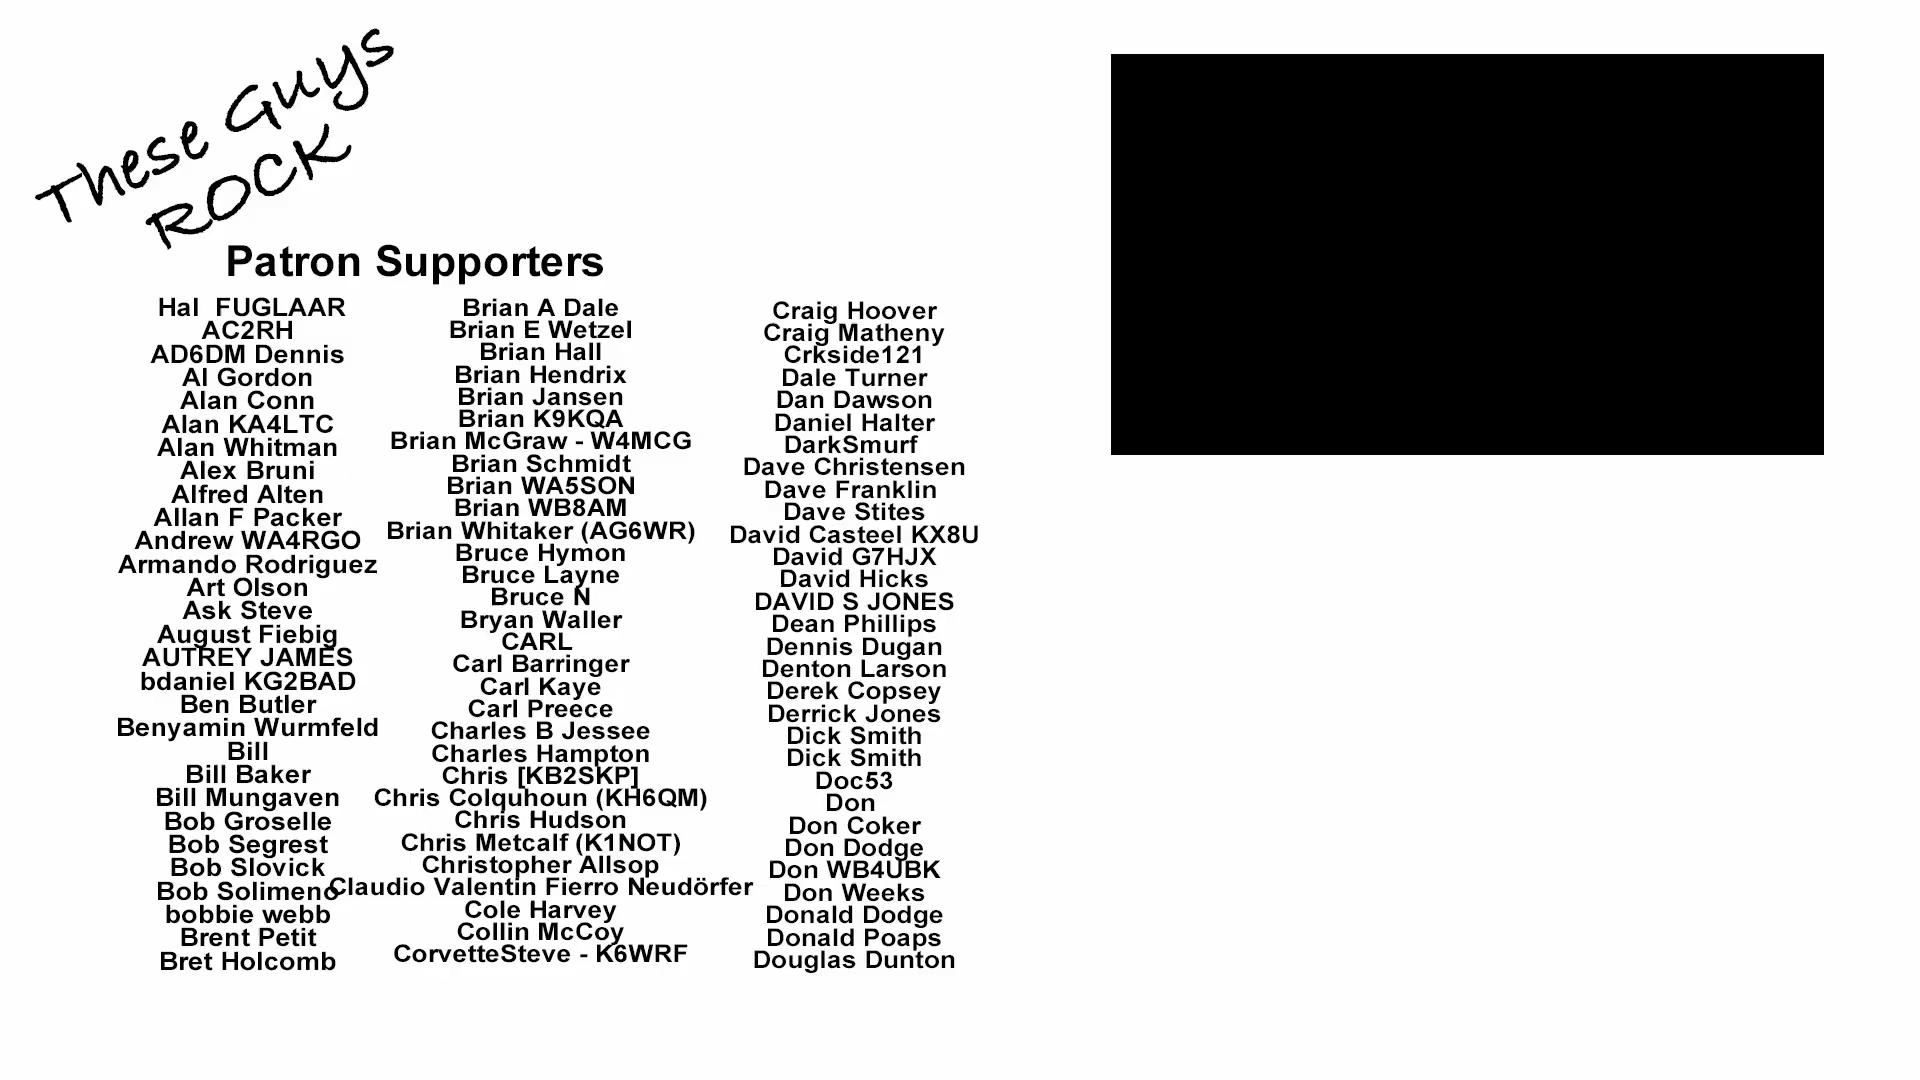 These Guys
ROCK
Patron Supporters
Hal  FUGLAAR
AC2RH
AD6DM Dennis
Al Gordon
Alan Conn
Alan KA4LTC
Alan Whitman
Alex Bruni
Alfred Alten
Allan F Packer
Andrew WA4RGO
Armando Rodriguez
Art Olson
Ask Steve
August Fiebig
AUTREY JAMES
bdaniel KG2BAD
Ben Butler
Benyamin Wurmfeld
Bill
Bill Baker
Bill Mungaven
Bob Groselle
Bob Segrest
Bob Slovick
Bob Solimeno
bobbie webb
Brent Petit
Bret Holcomb
Brian A Dale
Brian E Wetzel
Brian Hall
Brian Hendrix
Brian Jansen
Brian K9KQA
Brian McGraw - W4MCG
Brian Schmidt
Brian WA5SON
Brian WB8AM
Brian Whitaker (AG6WR)
Bruce Hymon
Bruce Layne
Bruce N
Bryan Waller
CARL
Carl Barringer
Carl Kaye
Carl Preece
Charles B Jessee
Charles Hampton
Chris [KB2SKP]
Chris Colquhoun (KH6QM)
Chris Hudson
Chris Metcalf (K1NOT)
Christopher Allsop
Claudio Valentin Fierro Neudörfer
Cole Harvey
Collin McCoy
CorvetteSteve - K6WRF
Craig Hoover
Craig Matheny
Crkside121
Dale Turner
Dan Dawson
Daniel Halter
DarkSmurf
Dave Christensen
Dave Franklin
Dave Stites
David Casteel KX8U
David G7HJX
David Hicks
DAVID S JONES
Dean Phillips
Dennis Dugan
Denton Larson
Derek Copsey
Derrick Jones
Dick Smith
Dick Smith
Doc53
Don
Don Coker
Don Dodge
Don WB4UBK
Don Weeks
Donald Dodge
Donald Poaps
Douglas Dunton